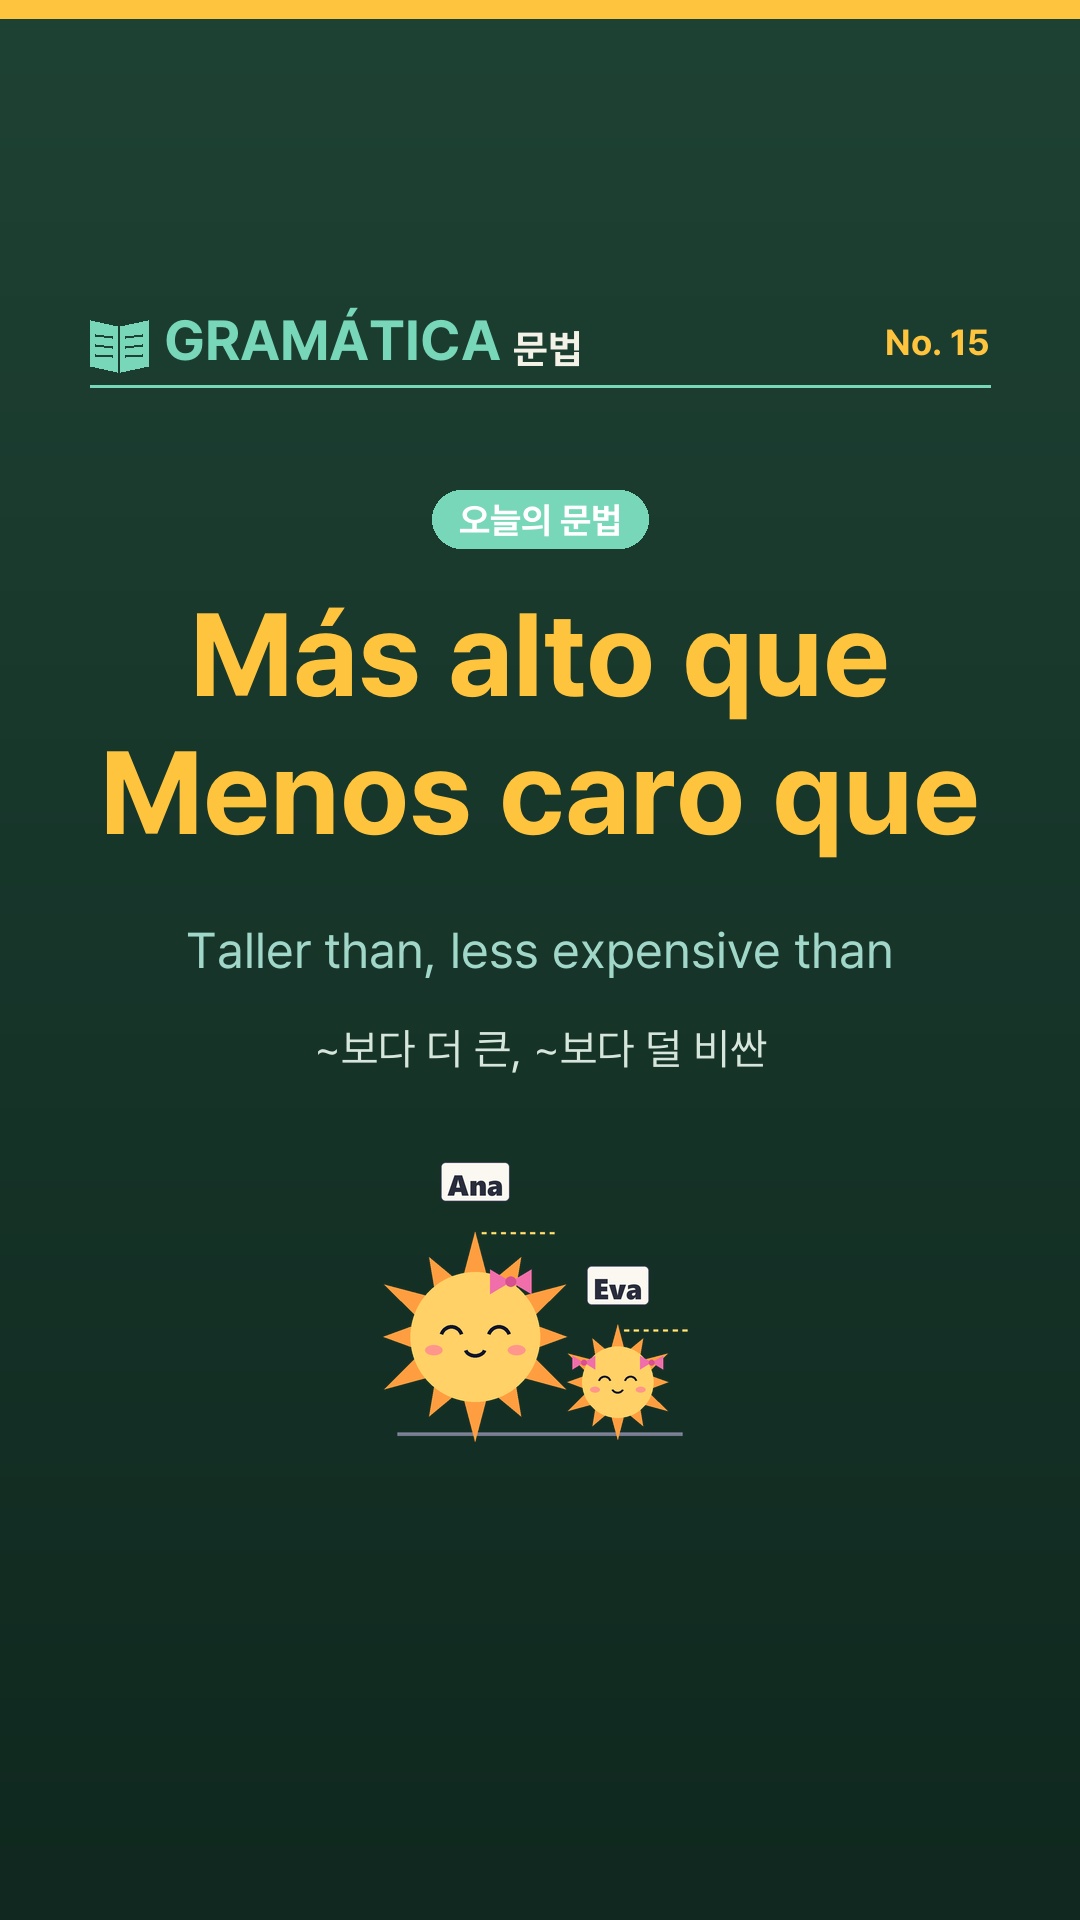 GRAMÁTICA 문법
No. 15
오늘의 문법
Más alto que
Menos caro que
Taller than, less expensive than
~보다 더 큰, ~보다 덜 비싼
Ana
Eva